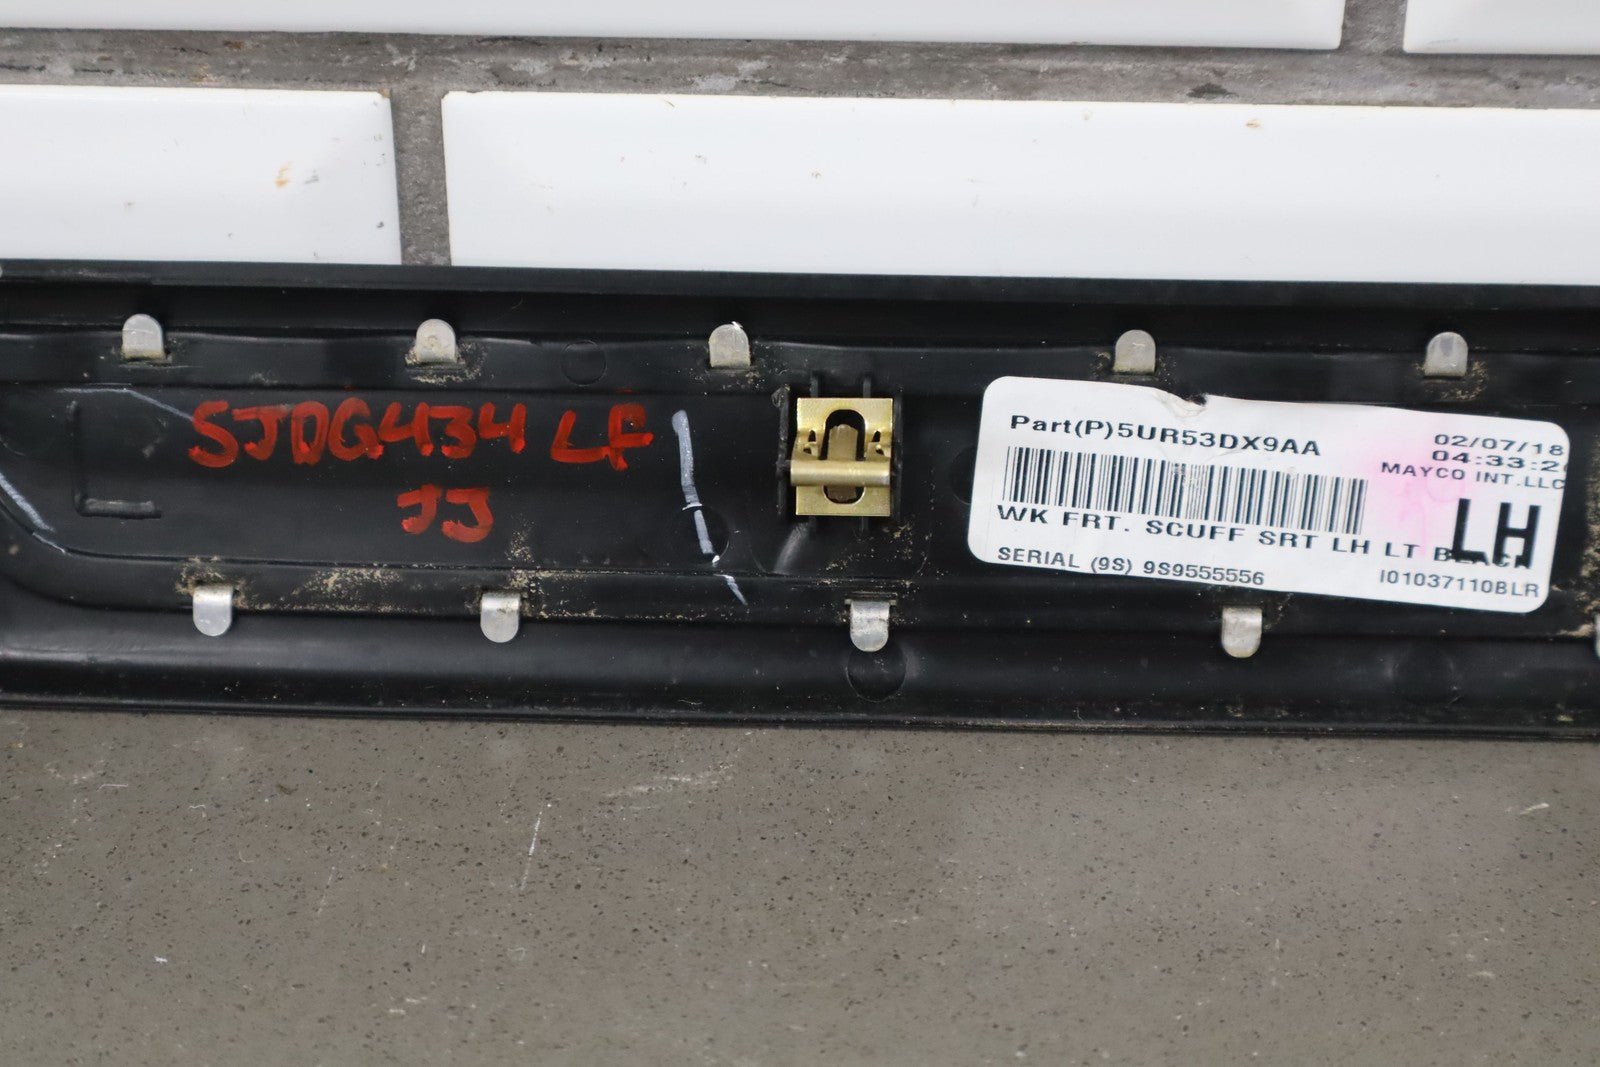 SJDG434 LF
JJ
L
Part(P)5UR53DX9AA
02/07/18
04:33:2
MAYCO INT.LLC
WK FRT. SCUFF SRT LH LT
LH
SERIAL (9S) 9S9555556
I01037110BLR